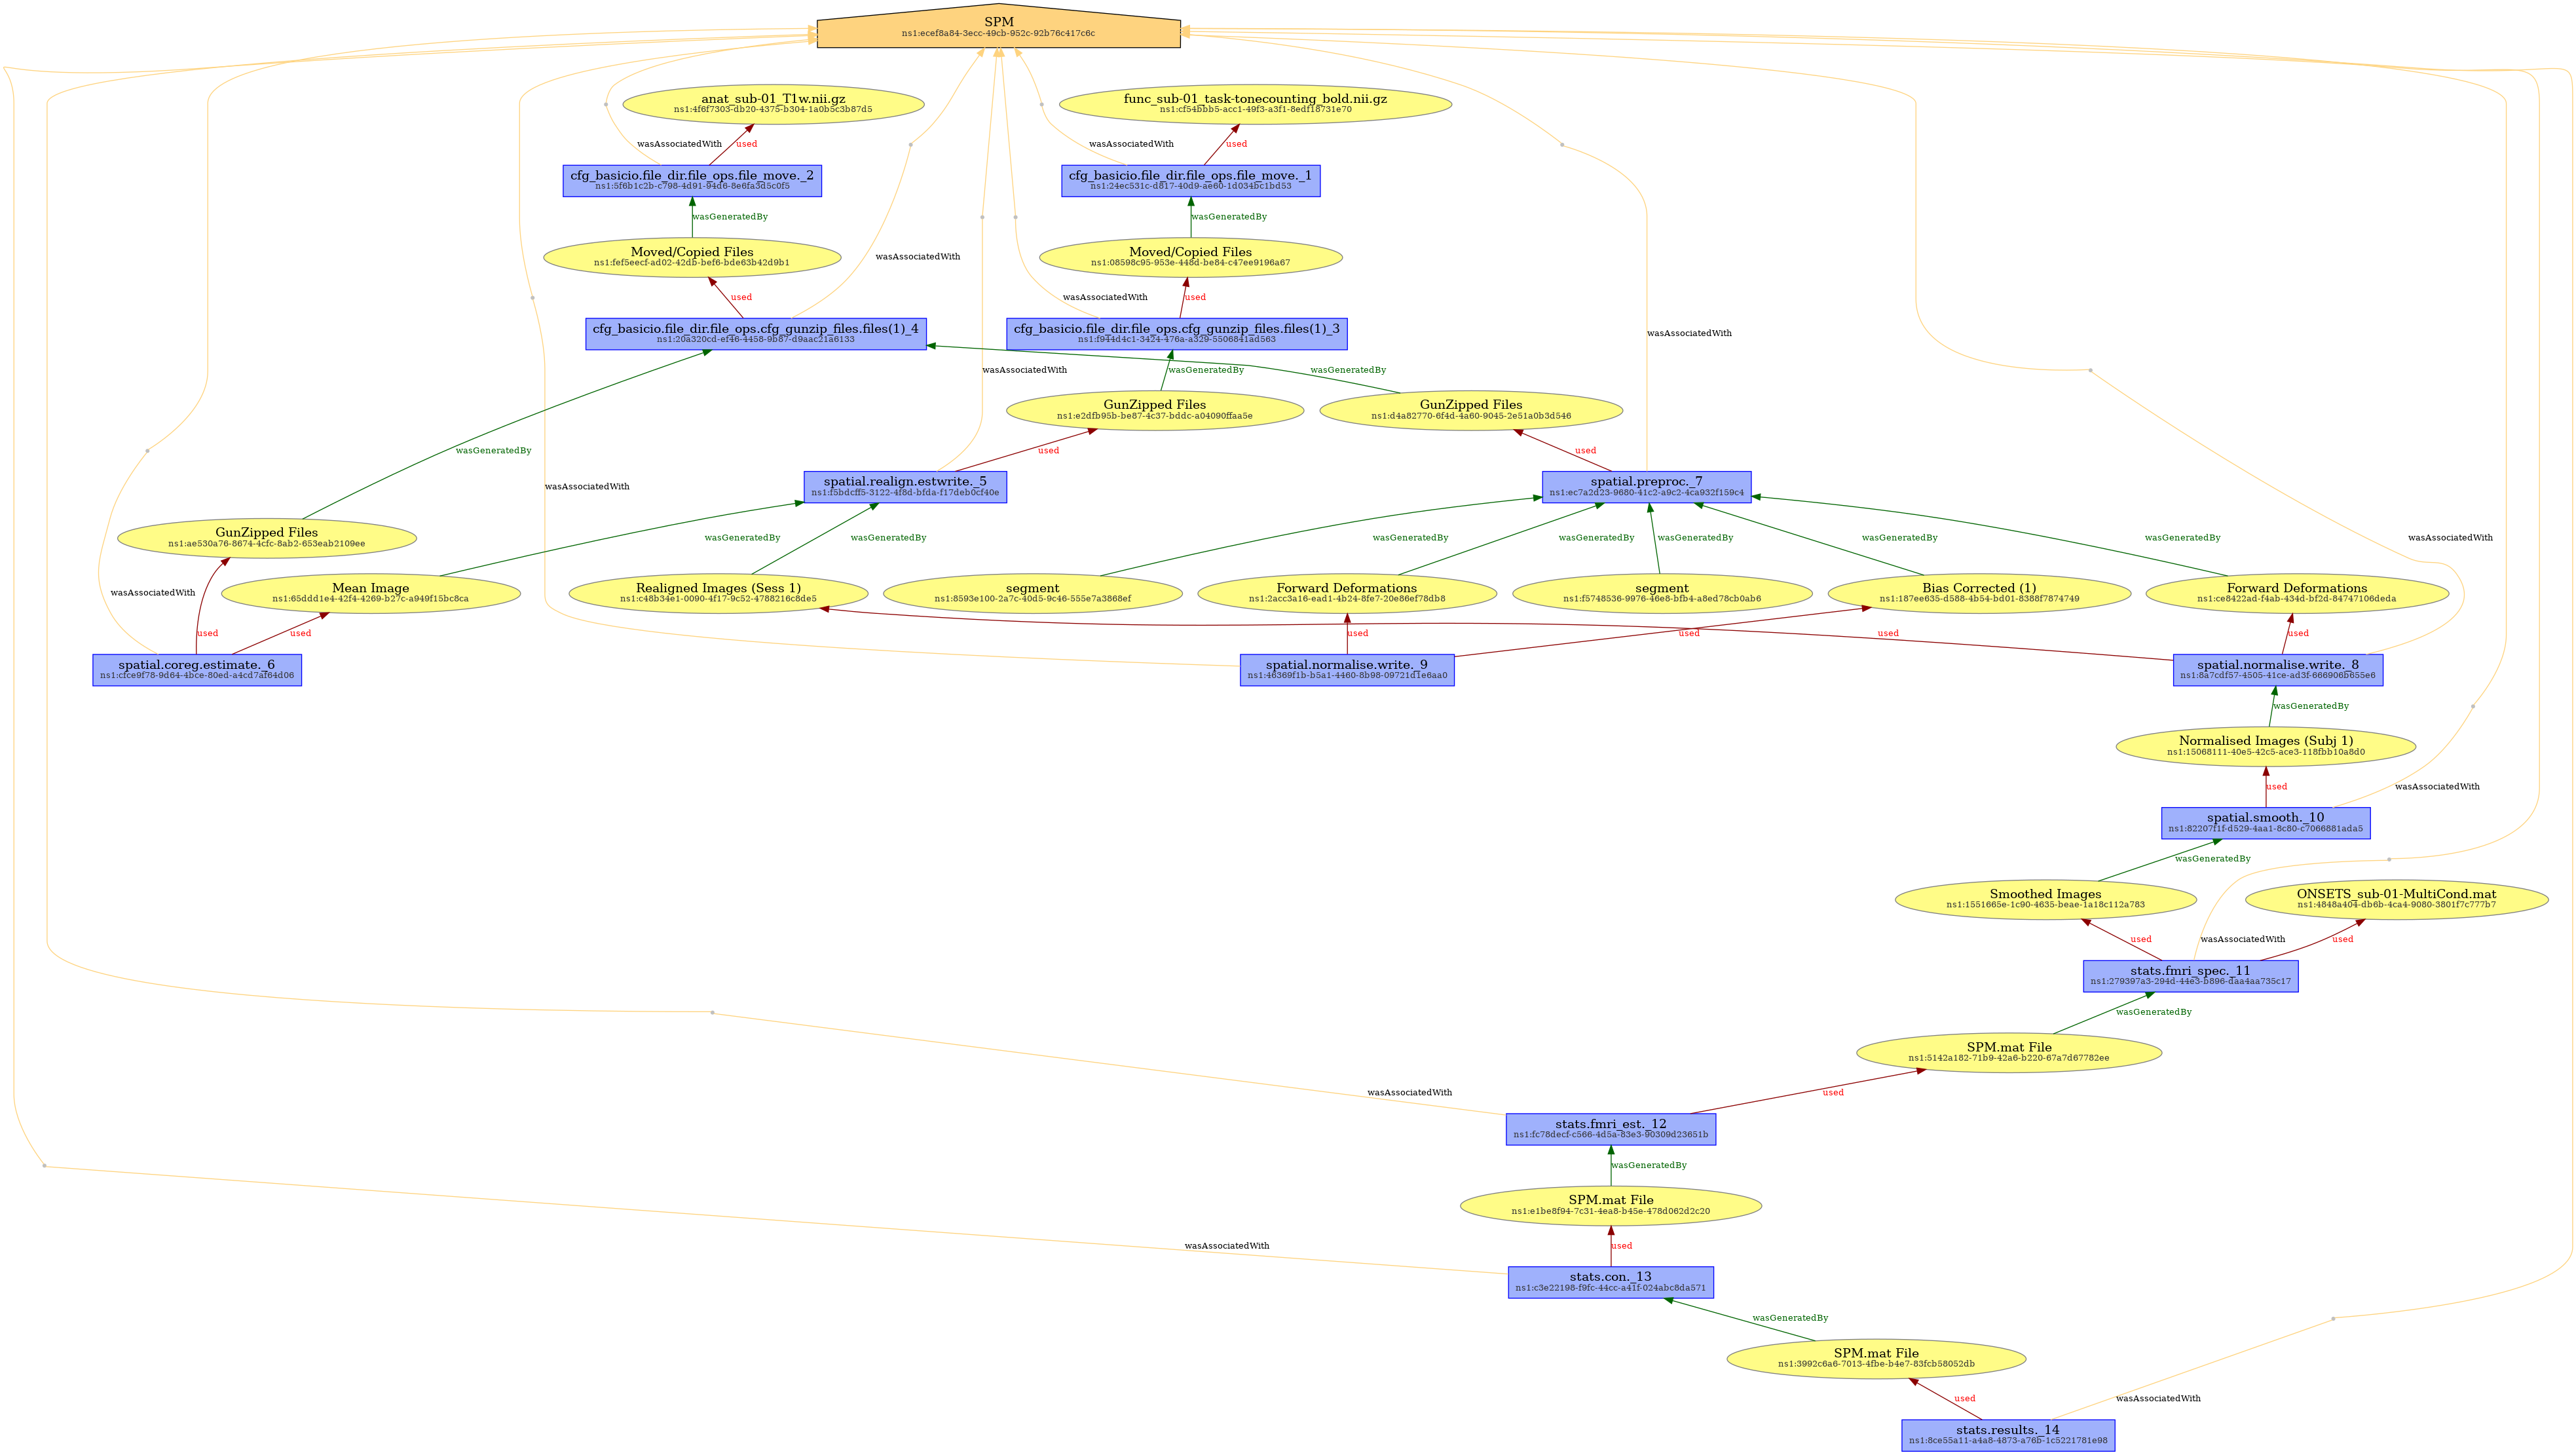 SPM
ns1:ecef8a84-3ecc-49cb-952c-92b76c417c6c
anat_sub-01_T1w.nii.gz
ns1:4f6f7303-db20-4375-b304-1a0b5c3b87d5
func_sub-01_task-tonecounting_bold.nii.gz
ns1:cf54bbb5-acc1-49f3-a3f1-8edf18731e70
wasAssociatedWith
used
wasAssociatedWith
used
cfg_basicio.file_dir.file_ops.file_move._2
ns1:5f6b1c2b-c798-4d91-94d6-8e6fa3d5c0f5
cfg_basicio.file_dir.file_ops.file_move._1
ns1:24ec531c-d817-40d9-ae60-1d034bc1bd53
wasGeneratedBy
wasGeneratedBy
Moved/Copied Files
ns1:fef5eecf-ad02-42db-bef6-bde63b42d9b1
wasAssociatedWith
Moved/Copied Files
ns1:08598c95-953e-448d-be84-c47ee9196a67
used
wasAssociatedWith
used
cfg_basicio.file_dir.file_ops.cfg_gunzip_files.files(1)_4
ns1:20a320cd-ef46-4458-9b87-d9aac21a6133
cfg_basicio.file_dir.file_ops.cfg_gunzip_files.files(1)_3
ns1:f944d4c1-3424-476a-a329-5506841ad563
wasAssociatedWith
wasAssociatedWith
wasGeneratedBy
wasGeneratedBy
GunZipped Files
ns1:e2dfb95b-be87-4c37-bddc-a04090ffaa5e
GunZipped Files
ns1:d4a82770-6f4d-4a60-9045-2e51a0b3d546
wasGeneratedBy
used
used
wasAssociatedWith
spatial.realign.estwrite._5
ns1:f5bdcff5-3122-4f8d-bfda-f17deb0cf40e
spatial.preproc._7
ns1:ec7a2d23-9680-41c2-a9c2-4ca932f159c4
GunZipped Files
ns1:ae530a76-8674-4cfc-8ab2-653eab2109ee
wasGeneratedBy
wasGeneratedBy
wasGeneratedBy
wasGeneratedBy
wasGeneratedBy
wasGeneratedBy
wasGeneratedBy
wasAssociatedWith
wasAssociatedWith
Mean Image
ns1:65ddd1e4-42f4-4269-b27c-a949f15bc8ca
Realigned Images (Sess 1)
ns1:c48b34e1-0090-4f17-9c52-4788216c8de5
segment
ns1:8593e100-2a7c-40d5-9c46-555e7a3868ef
Forward Deformations
ns1:2acc3a16-ead1-4b24-8fe7-20e86ef78db8
segment
ns1:f5748536-9976-46e8-bfb4-a8ed78cb0ab6
Bias Corrected (1)
ns1:187ee635-d588-4b54-bd01-8388f7874749
Forward Deformations
ns1:ce8422ad-f4ab-434d-bf2d-84747106deda
used
used
used
used
used
used
spatial.coreg.estimate._6
ns1:cfce9f78-9d64-4bce-80ed-a4cd7af64d06
spatial.normalise.write._9
ns1:46369f1b-b5a1-4460-8b98-09721d1e6aa0
spatial.normalise.write._8
ns1:8a7cdf57-4505-41ce-ad3f-666906b655e6
wasGeneratedBy
Normalised Images (Subj 1)
ns1:15068111-40e5-42c5-ace3-118fbb10a8d0
used
wasAssociatedWith
spatial.smooth._10
ns1:82207f1f-d529-4aa1-8c80-c7066881ada5
wasGeneratedBy
Smoothed Images
ns1:1551665e-1c90-4635-beae-1a18c112a783
ONSETS_sub-01-MultiCond.mat
ns1:4848a404-db6b-4ca4-9080-3801f7c777b7
used
wasAssociatedWith
used
stats.fmri_spec._11
ns1:279397a3-294d-44e3-b896-daa4aa735c17
wasGeneratedBy
SPM.mat File
ns1:5142a182-71b9-42a6-b220-67a7d67782ee
wasAssociatedWith
used
stats.fmri_est._12
ns1:fc78decf-c566-4d5a-83e3-90309d23651b
wasGeneratedBy
SPM.mat File
ns1:e1be8f94-7c31-4ea8-b45e-478d062d2c20
wasAssociatedWith
used
stats.con._13
ns1:c3e22198-f9fc-44cc-a41f-024abc8da571
wasGeneratedBy
SPM.mat File
ns1:3992c6a6-7013-4fbe-b4e7-83fcb58052db
used
wasAssociatedWith
stats.results._14
ns1:8ce55a11-a4a8-4873-a76b-1c5221781e98